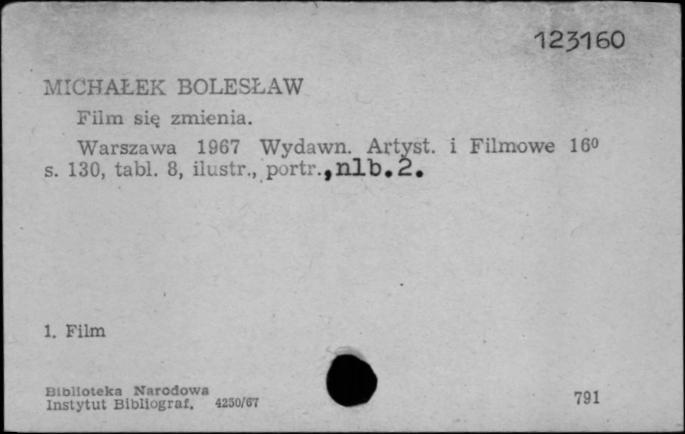 123160
MICHAŁEK BOLESŁAW
Film się zmienia.
Warszawa 1967 Wydawn. Artyst. i Filmowe 16⁰
s. 130, tabl. 8, ilustr., portr.,nlb.2.
1. Film
Biblioteka Narodowa
Instytut Bibliograf. 4250/67
791